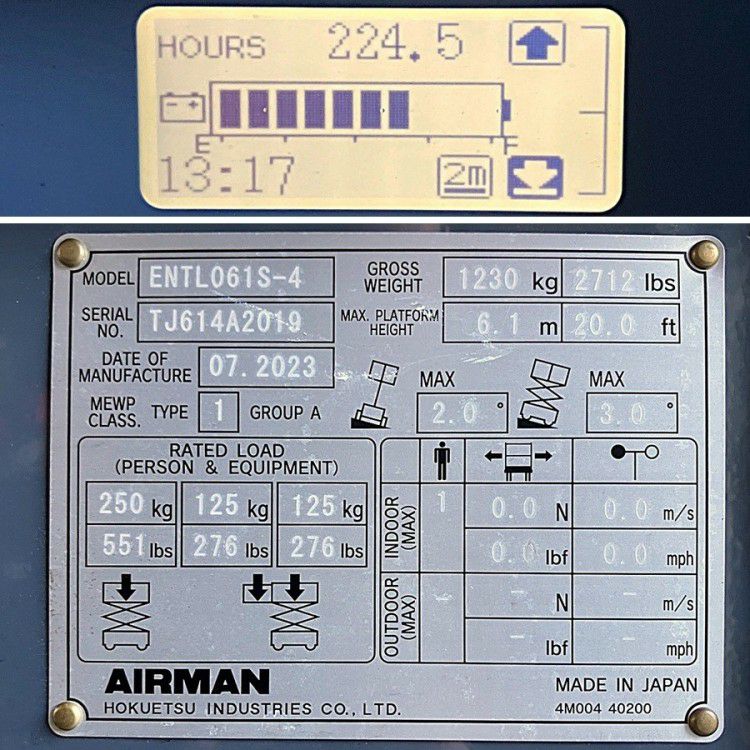 HOURS 224.5
E F
13:17 2m
MODEL ENTL061S-4 GROSS WEIGHT 1230 kg 2712 lbs
SERIAL NO. TJ614A2019 MAX. PLATFORM HEIGHT 6.1 m 20.0 ft
DATE OF MANUFACTURE 07.2023
MEWP CLASS. TYPE 1 GROUP A
MAX 2.0 °
MAX 3.0 °
RATED LOAD
(PERSON & EQUIPMENT)
250 kg 125 kg 125 kg
551 lbs 276 lbs 276 lbs
INDOOR (MAX) 1 0.0 N 0.0 m/s
0.0 lbf 0.0 mph
OUTDOOR (MAX) - - N - m/s
- lbf - mph
AIRMAN
HOKUETSU INDUSTRIES CO., LTD.
MADE IN JAPAN
4M004 40200